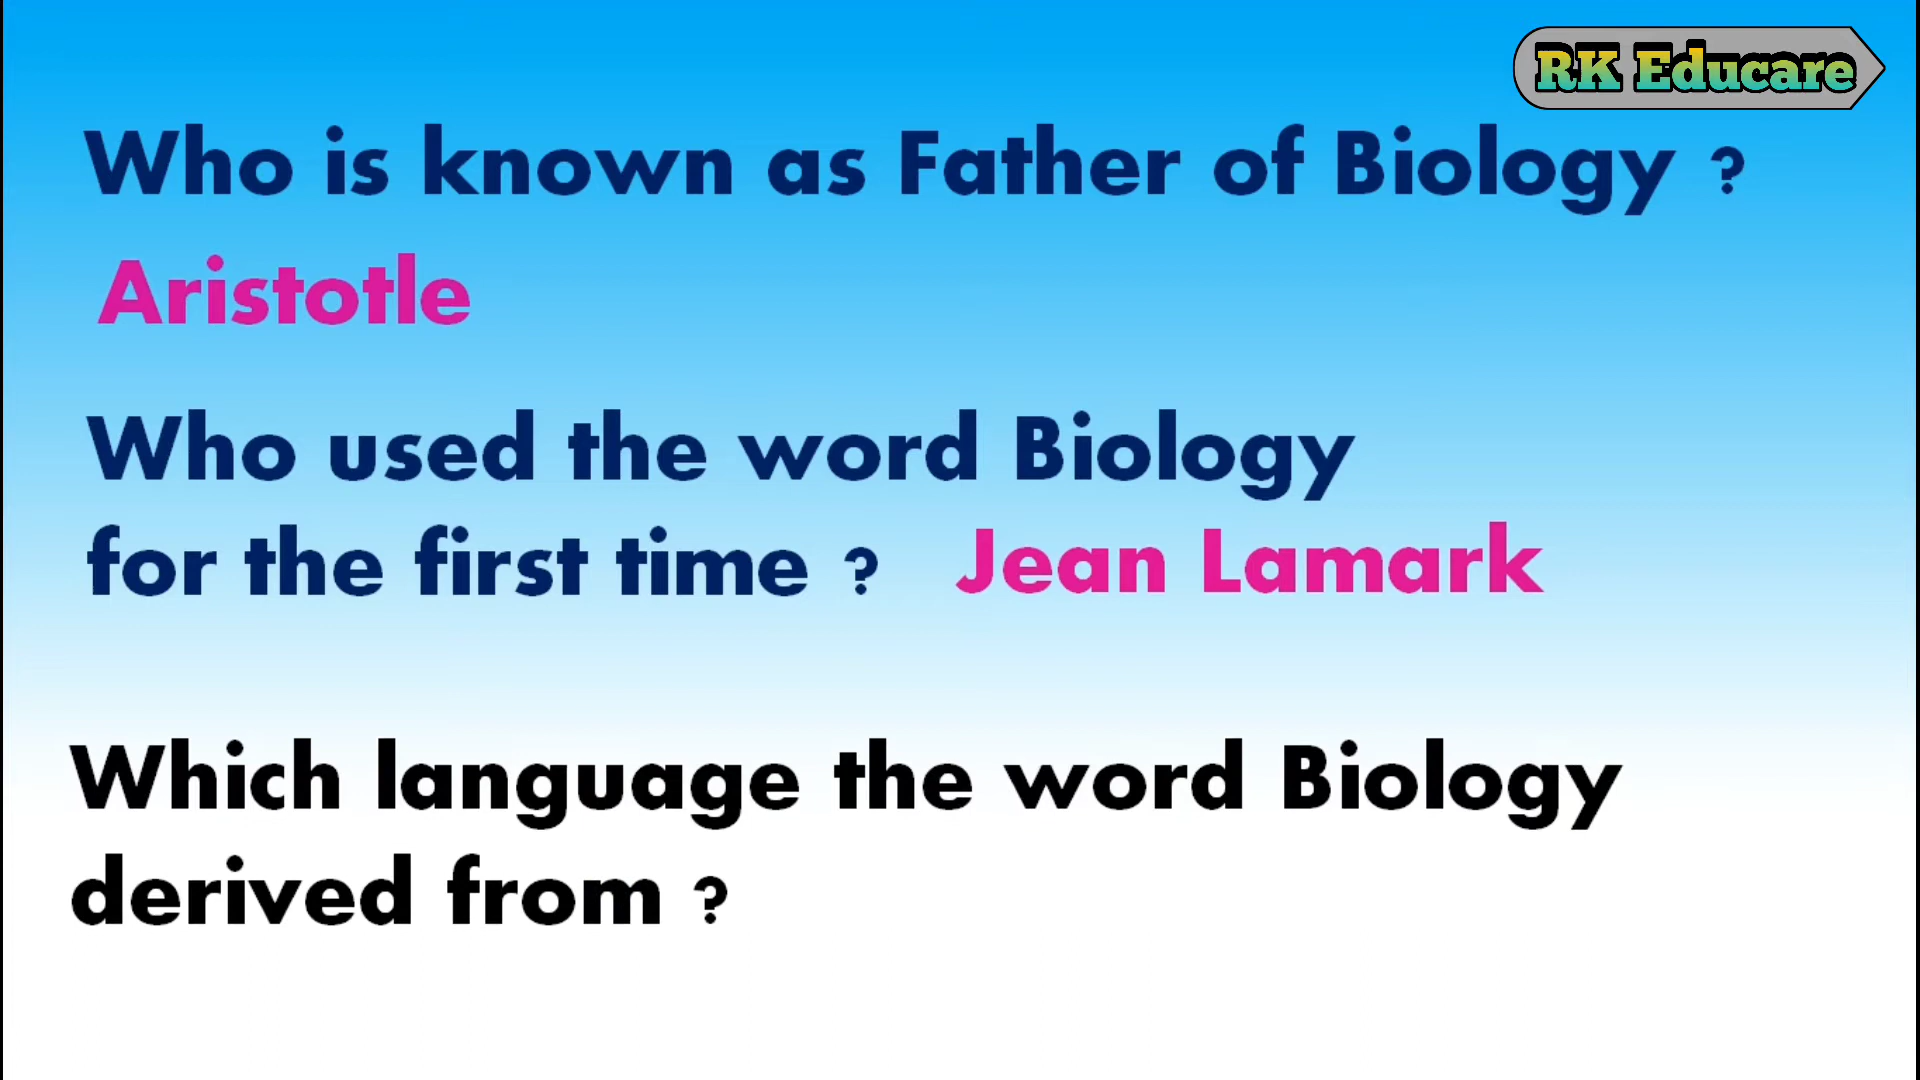 RK Educare
Who is known as Father of Biology ?
Aristotle
Who used the word Biology
for the first time ? Jean Lamark
Which language the word Biology
derived from ?